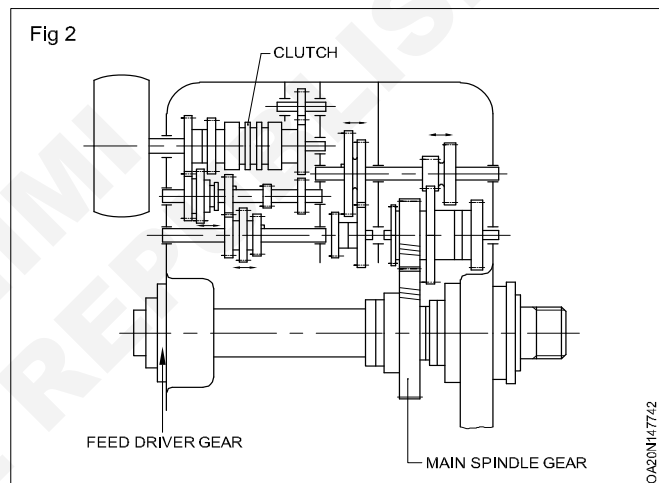 Fig 2
CLUTCH
FEED DRIVER GEAR
MAIN SPINDLE GEAR
OA20N147742